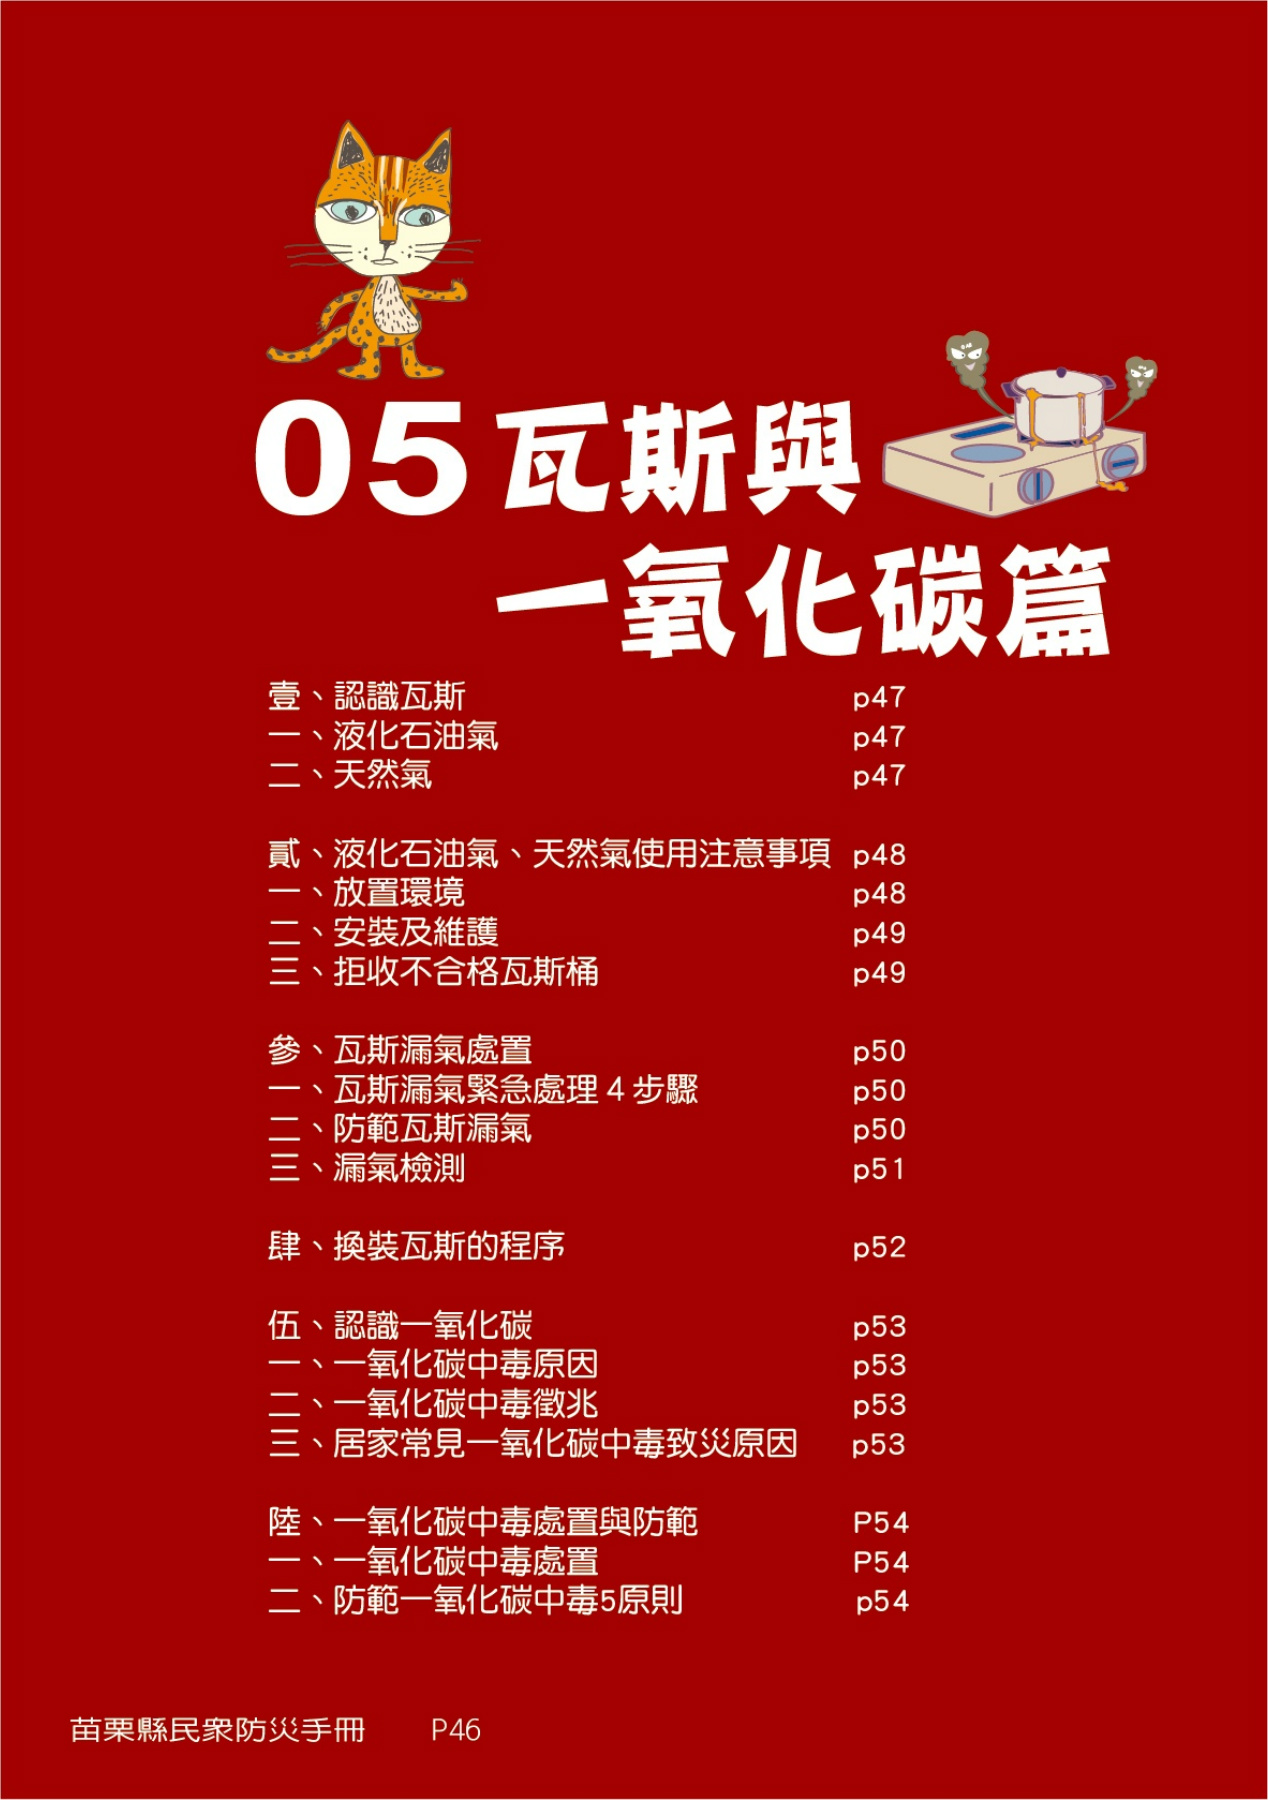 05瓦斯與
一氧化碳篇
壹、認識瓦斯 p47
一、液化石油氣 p47
二、天然氣 p47
貳、液化石油氣、天然氣使用注意事項 p48
一、放置環境 p48
二、安裝及維護 p49
三、拒收不合格瓦斯桶 p49
參、瓦斯漏氣處置 p50
一、瓦斯漏氣緊急處理4步驟 p50
二、防範瓦斯漏氣 p50
三、漏氣檢測 p51
肆、換裝瓦斯的程序 p52
伍、認識一氧化碳 p53
一、一氧化碳中毒原因 p53
二、一氧化碳中毒徵兆 p53
三、居家常見一氧化碳中毒致災原因 p53
陸、一氧化碳中毒處置與防範 P54
一、一氧化碳中毒處置 P54
二、防範一氧化碳中毒5原則 p54
苗栗縣民眾防災手冊 P46